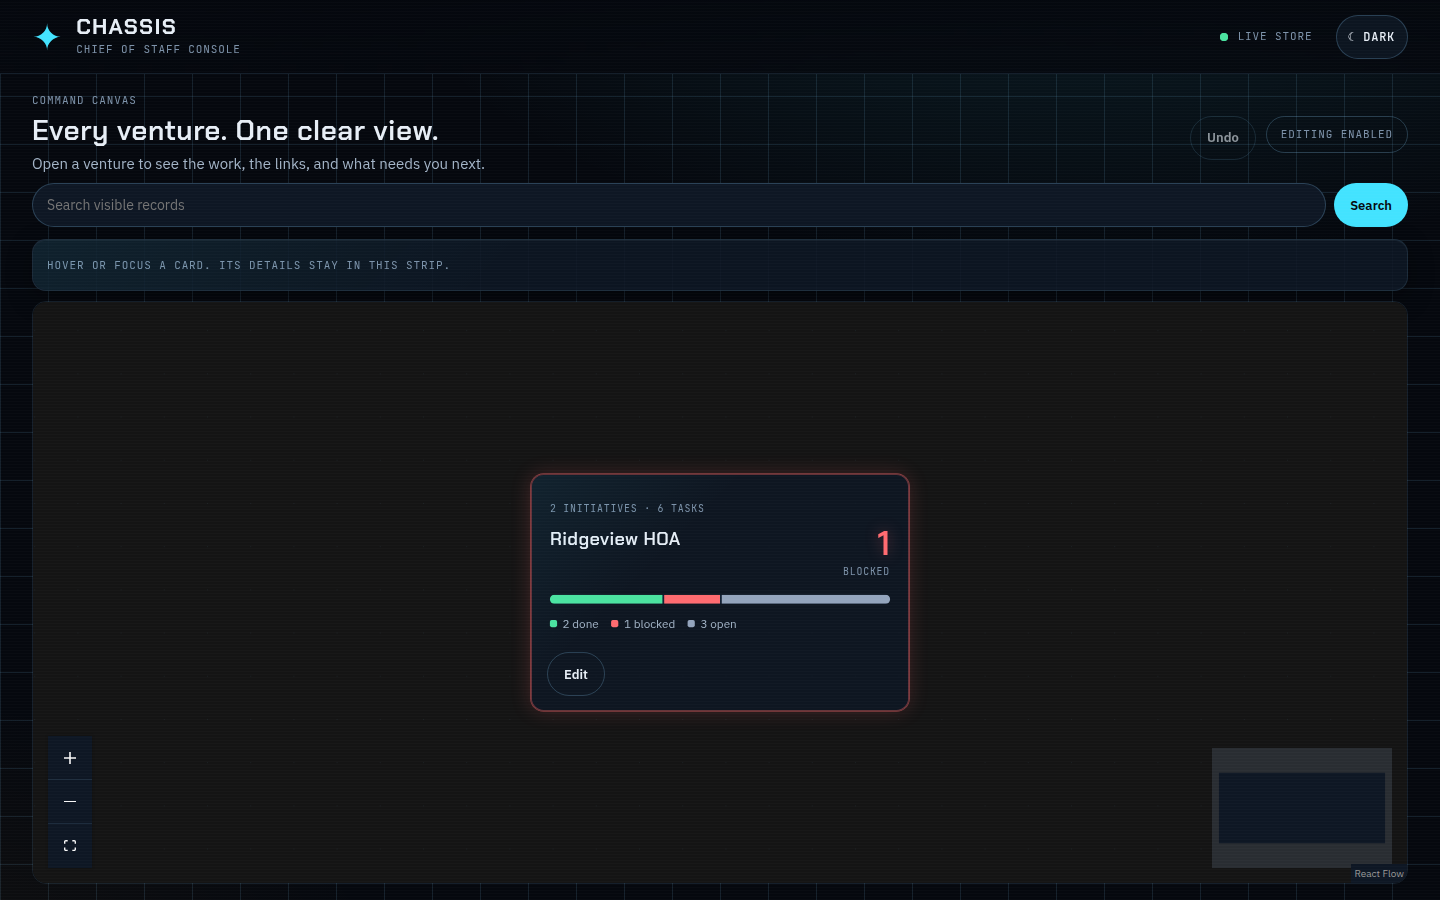 CHASSIS
CHIEF OF STAFF CONSOLE
LIVE STORE
☾ DARK
COMMAND CANVAS
Every venture. One clear view.
Open a venture to see the work, the links, and what needs you next.
Undo
EDITING ENABLED
Search visible records
Search
HOVER OR FOCUS A CARD. ITS DETAILS STAY IN THIS STRIP.
2 INITIATIVES · 6 TASKS
Ridgeview HOA
1
BLOCKED
2 done
1 blocked
3 open
Edit
React Flow